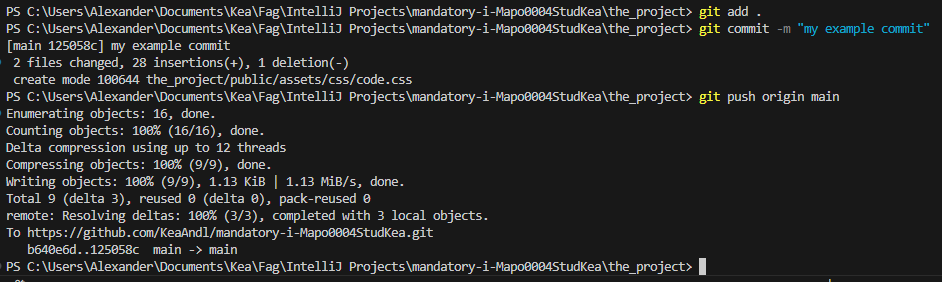 PS C:\Users\Alexander\Documents\Kea\Fag\IntelliJ Projects\mandatory-i-Mapo0004StudKea\the_project> git add .
PS C:\Users\Alexander\Documents\Kea\Fag\IntelliJ Projects\mandatory-i-Mapo0004StudKea\the_project> git commit -m "my example commit"
[main 125058c] my example commit
 2 files changed, 28 insertions(+), 1 deletion(-)
 create mode 100644 the_project/public/assets/css/code.css
PS C:\Users\Alexander\Documents\Kea\Fag\IntelliJ Projects\mandatory-i-Mapo0004StudKea\the_project> git push origin main
Enumerating objects: 16, done.
Counting objects: 100% (16/16), done.
Delta compression using up to 12 threads
Compressing objects: 100% (9/9), done.
Writing objects: 100% (9/9), 1.13 KiB | 1.13 MiB/s, done.
Total 9 (delta 3), reused 0 (delta 0), pack-reused 0
remote: Resolving deltas: 100% (3/3), completed with 3 local objects.
To https://github.com/KeaAndl/mandatory-i-Mapo0004StudKea.git
   b640e6d..125058c  main -> main
PS C:\Users\Alexander\Documents\Kea\Fag\IntelliJ Projects\mandatory-i-Mapo0004StudKea\the_project>